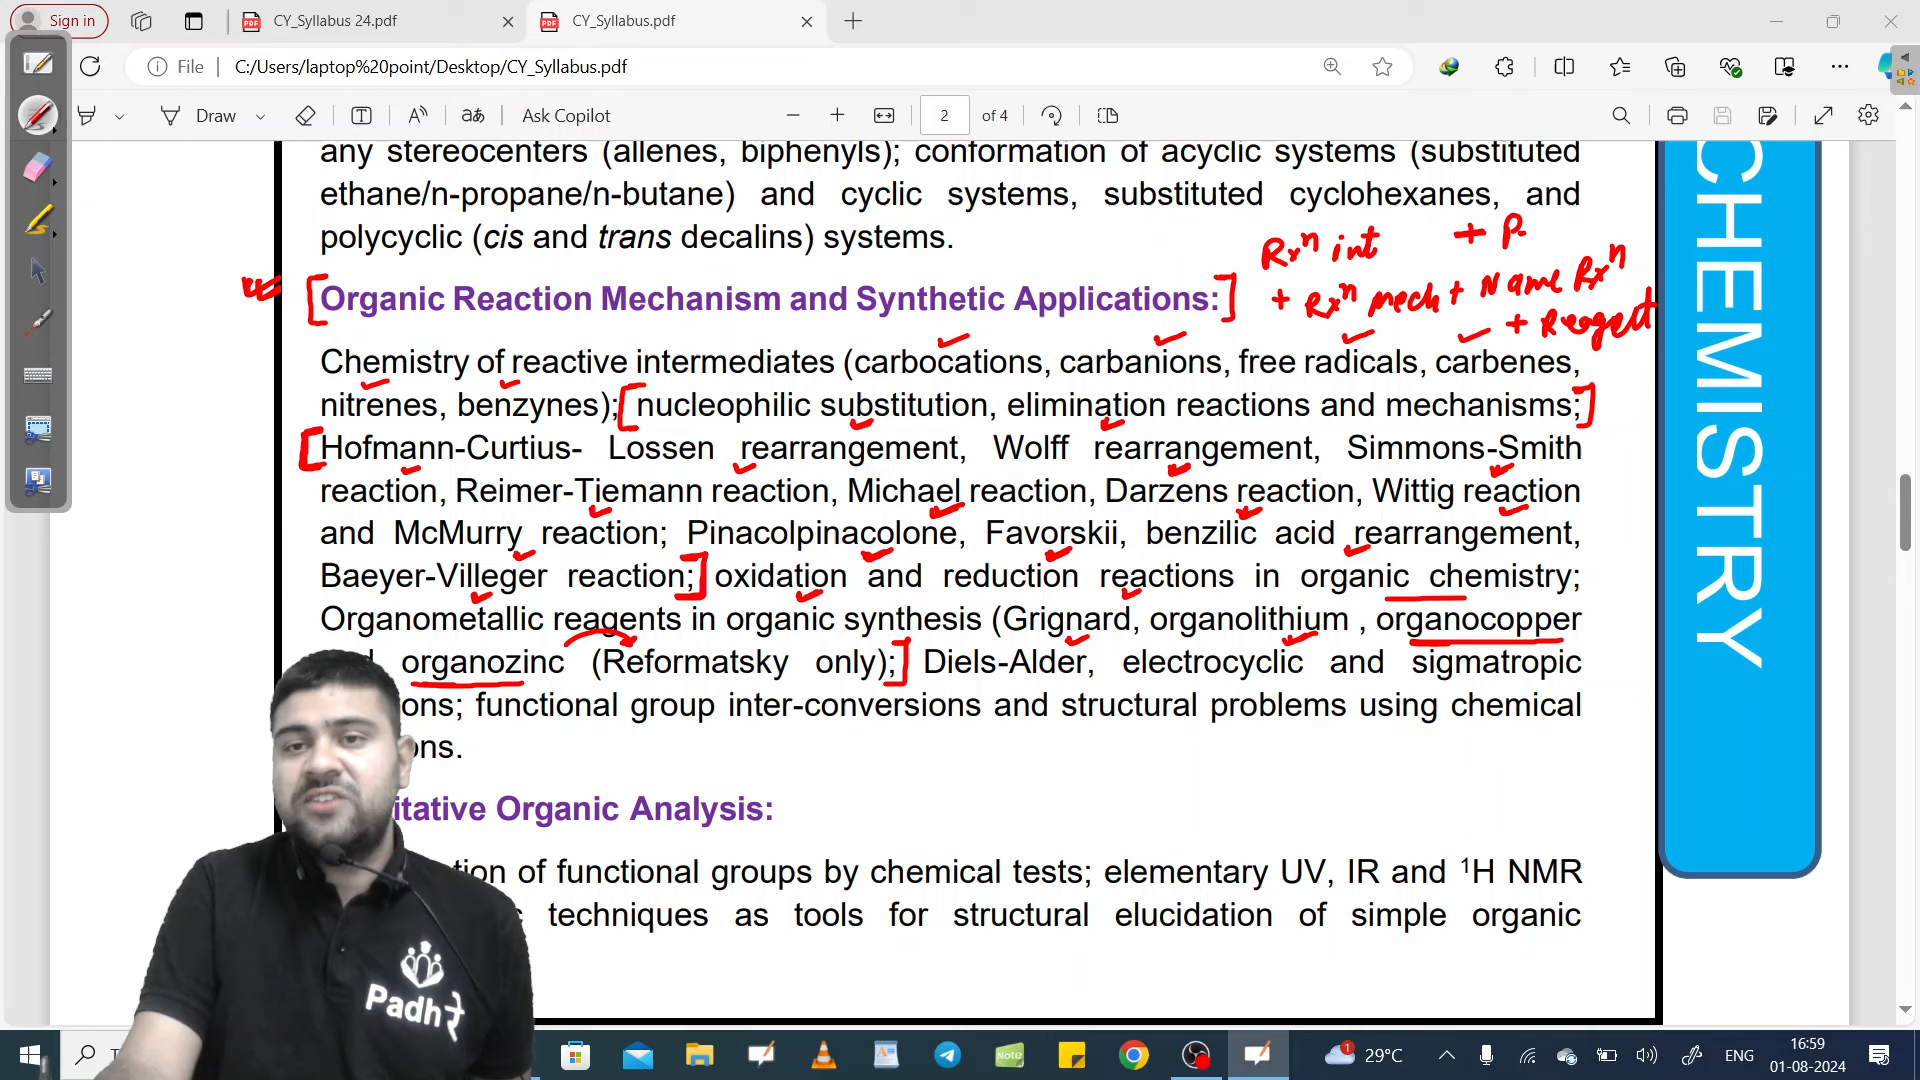 Sign in
CY_Syllabus 24.pdf
CY_Syllabus.pdf
File
C:/Users/laptop%20point/Desktop/CY_Syllabus.pdf
Draw
aあ
Ask Copilot
2
of 4
any stereocenters (allenes, biphenyls); conformation of acyclic systems (substituted
ethane/n-propane/n-butane) and cyclic systems, substituted cyclohexanes, and
polycyclic (cis and trans decalins) systems.
Rxⁿ int + P
Organic Reaction Mechanism and Synthetic Applications:
+ Rxⁿ mech + Name Rxⁿ
+ Reagent
Chemistry of reactive intermediates (carbocations, carbanions, free radicals, carbenes,
nitrenes, benzynes); nucleophilic substitution, elimination reactions and mechanisms;
Hofmann-Curtius- Lossen rearrangement, Wolff rearrangement, Simmons-Smith
reaction, Reimer-Tiemann reaction, Michael reaction, Darzens reaction, Wittig reaction
and McMurry reaction; Pinacolpinacolone, Favorskii, benzilic acid rearrangement,
Baeyer-Villeger reaction; oxidation and reduction reactions in organic chemistry;
Organometallic reagents in organic synthesis (Grignard, organolithium , organocopper
organozinc (Reformatsky only); Diels-Alder, electrocyclic and sigmatropic
ons; functional group inter-conversions and structural problems using chemical
ons.
itative Organic Analysis:
tion of functional groups by chemical tests; elementary UV, IR and ¹H NMR
techniques as tools for structural elucidation of simple organic
CHEMISTRY
Padhरे
Note
1
29°C
ENG
16:59
01-08-2024